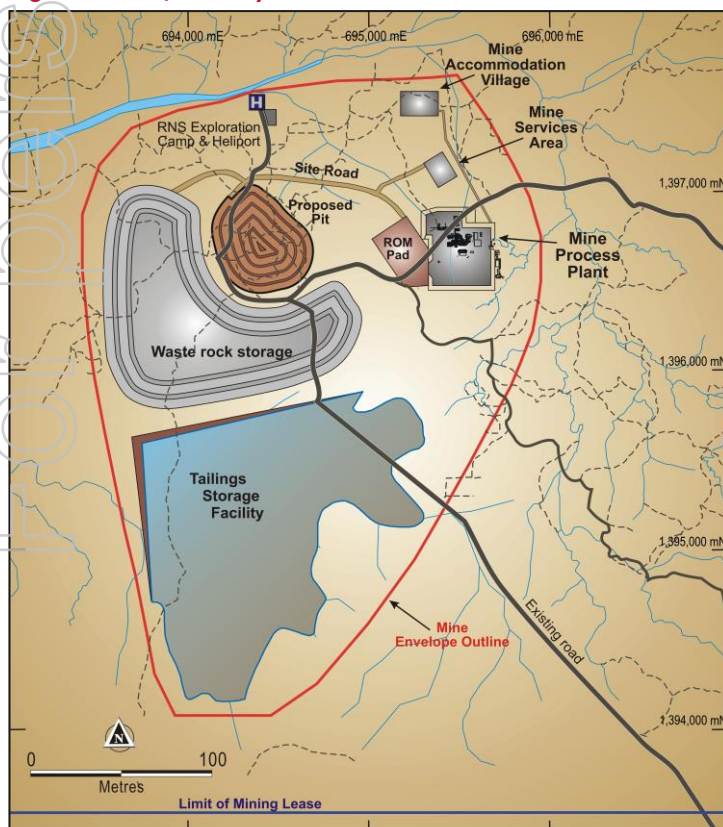 694,000 mE
695,000 mE
696,000 mE
Mine
Accommodation
Village
H
RNS Exploration
Camp & Heliport
Mine
Services
Area
Site Road
1,397,000 mN
Proposed
Pit
ROM
Pad
Mine
Process
Plant
Waste rock storage
1,396,000 mN
Tailings
Storage
Facility
1,395,000 mN
Existing road
Mine
Envelope Outline
1,394,000 mN
N
0 100
Metres
Limit of Mining Lease
For personal us